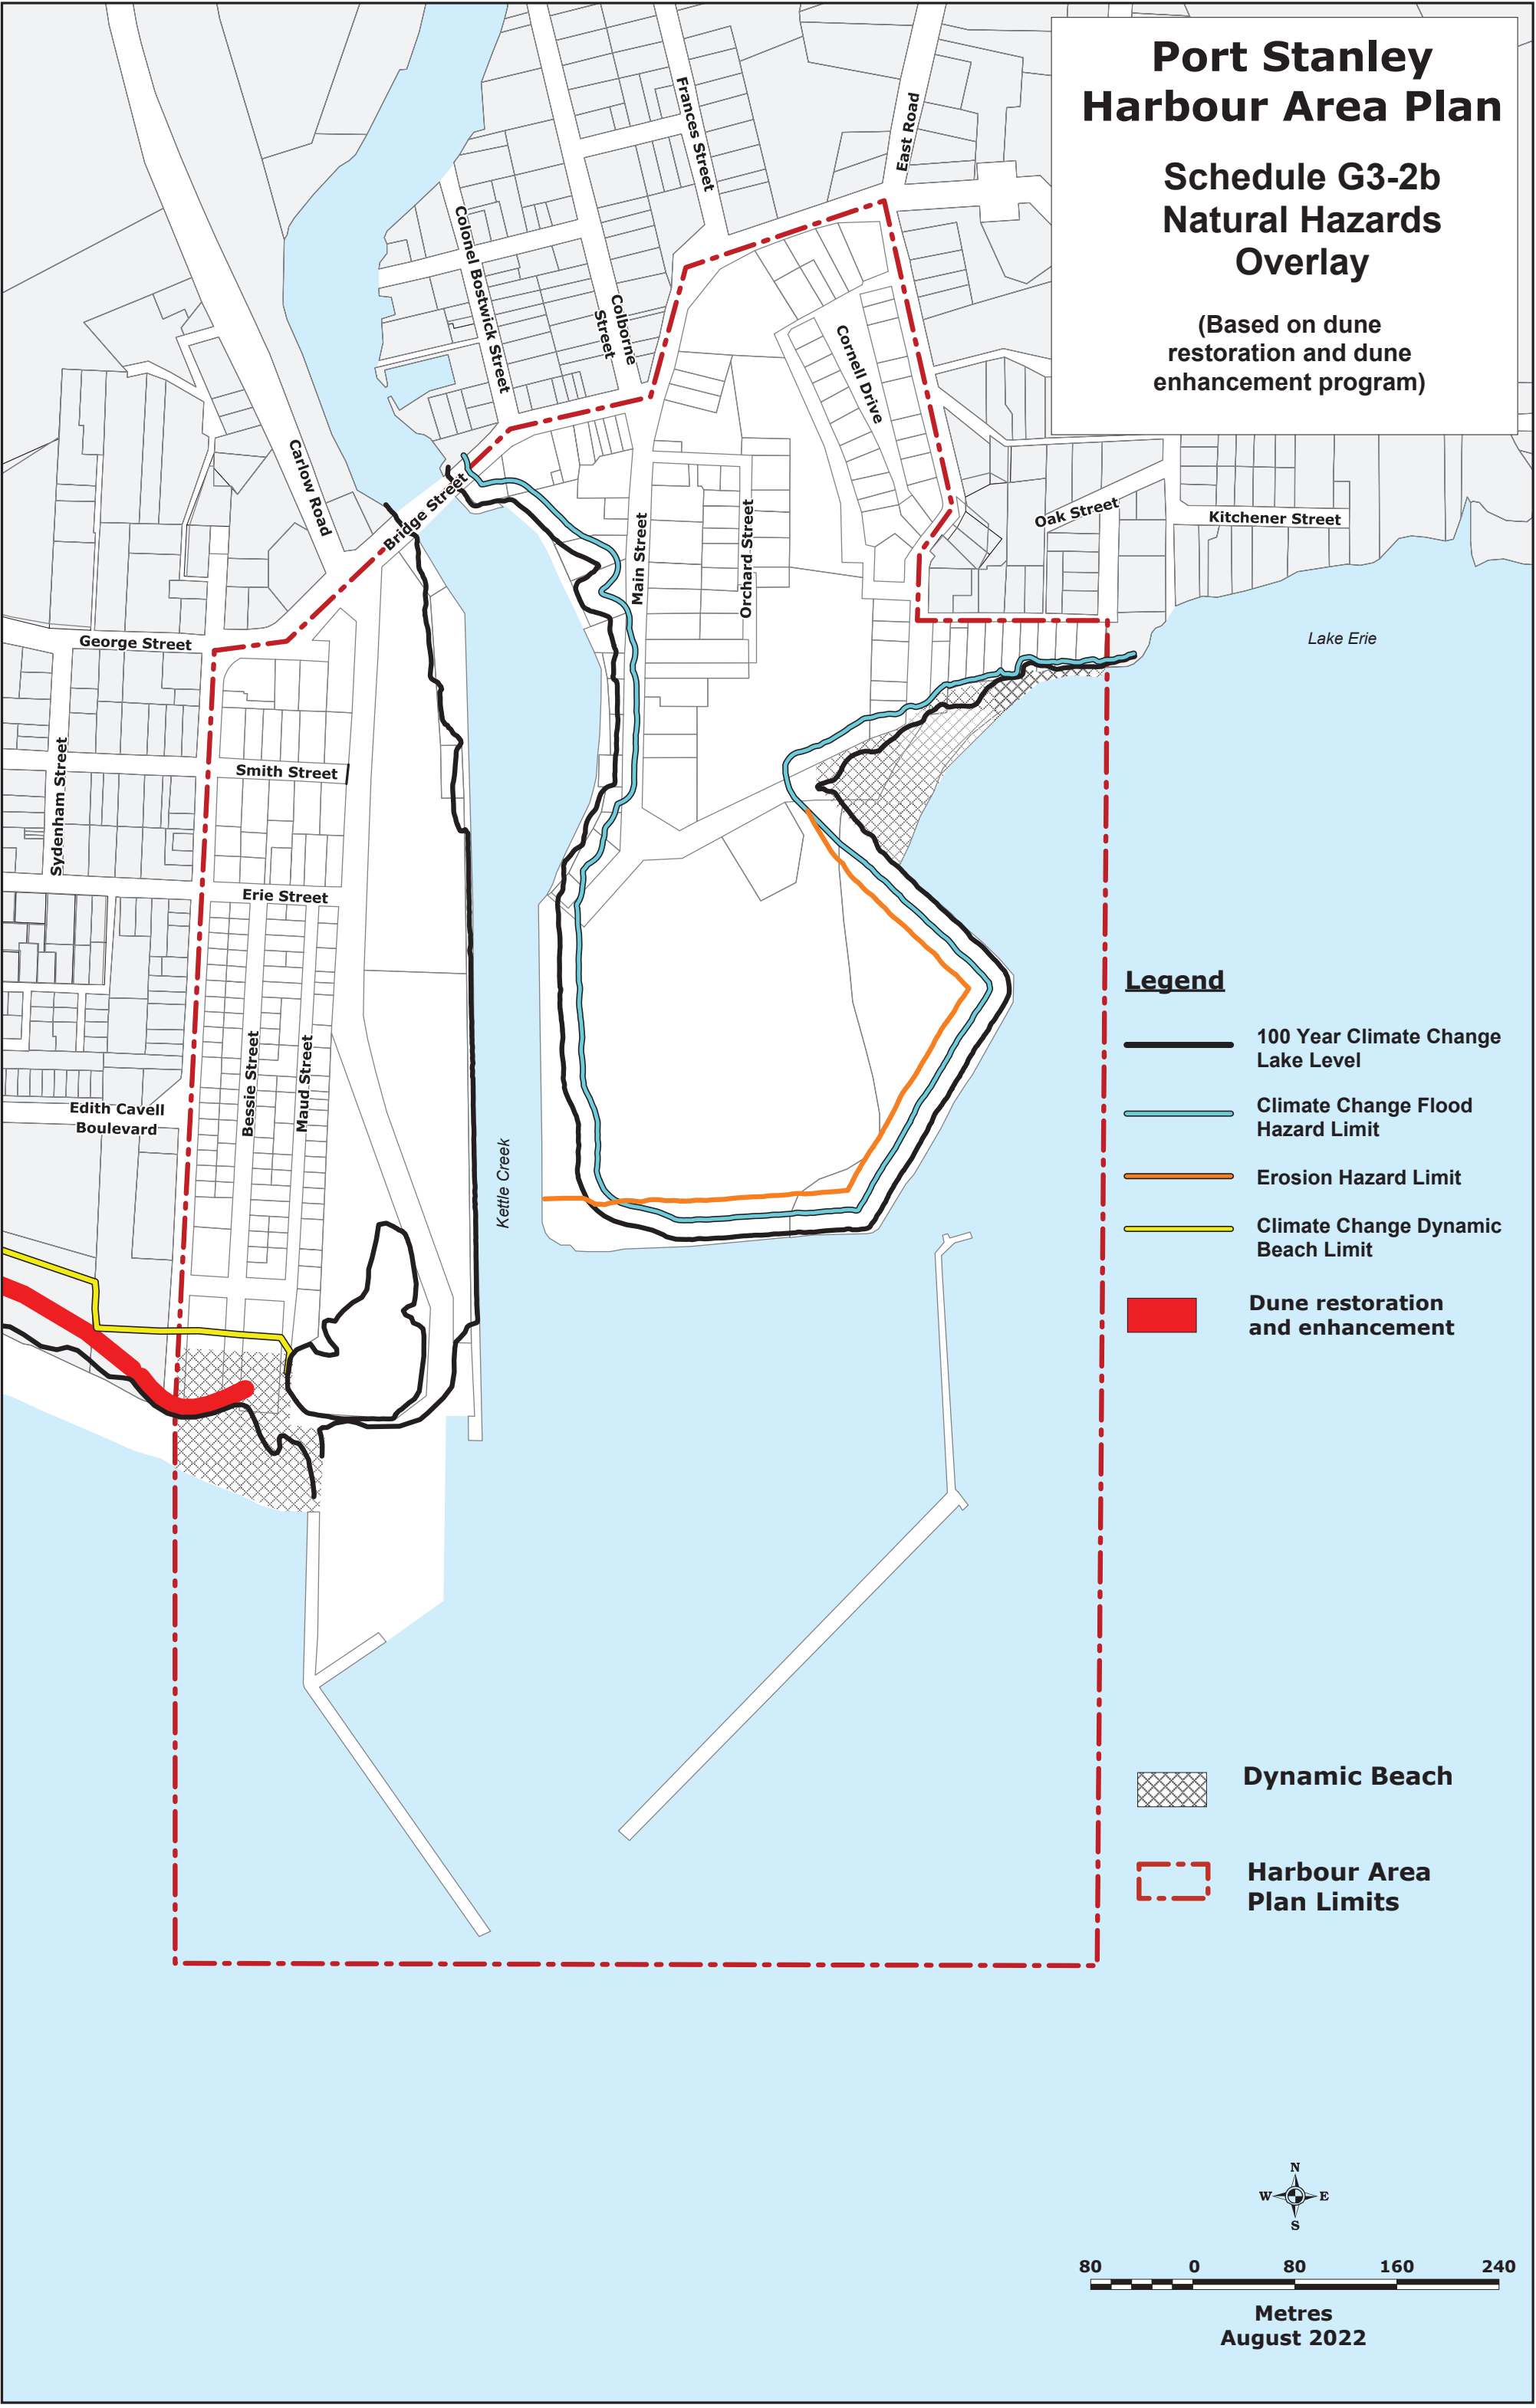 Port Stanley
Harbour Area Plan
Schedule G3-2b
Natural Hazards
Overlay
(Based on dune
restoration and dune
enhancement program)
Frances Street
East Road
Colonel Bostwick Street
Colborne
Street
Cornell Drive
Carlow Road
Bridge Street
Main Street
Orchard Street
Oak Street
Kitchener Street
George Street
Lake Erie
Smith Street
Sydenham Street
Erie Street
Bessie Street
Maud Street
Edith Cavell
Boulevard
Kettle Creek
Legend
100 Year Climate Change
Lake Level
Climate Change Flood
Hazard Limit
Erosion Hazard Limit
Climate Change Dynamic
Beach Limit
Dune restoration
and enhancement
Dynamic Beach
Harbour Area
Plan Limits
N
W E
S
80 0 80 160 240
Metres
August 2022